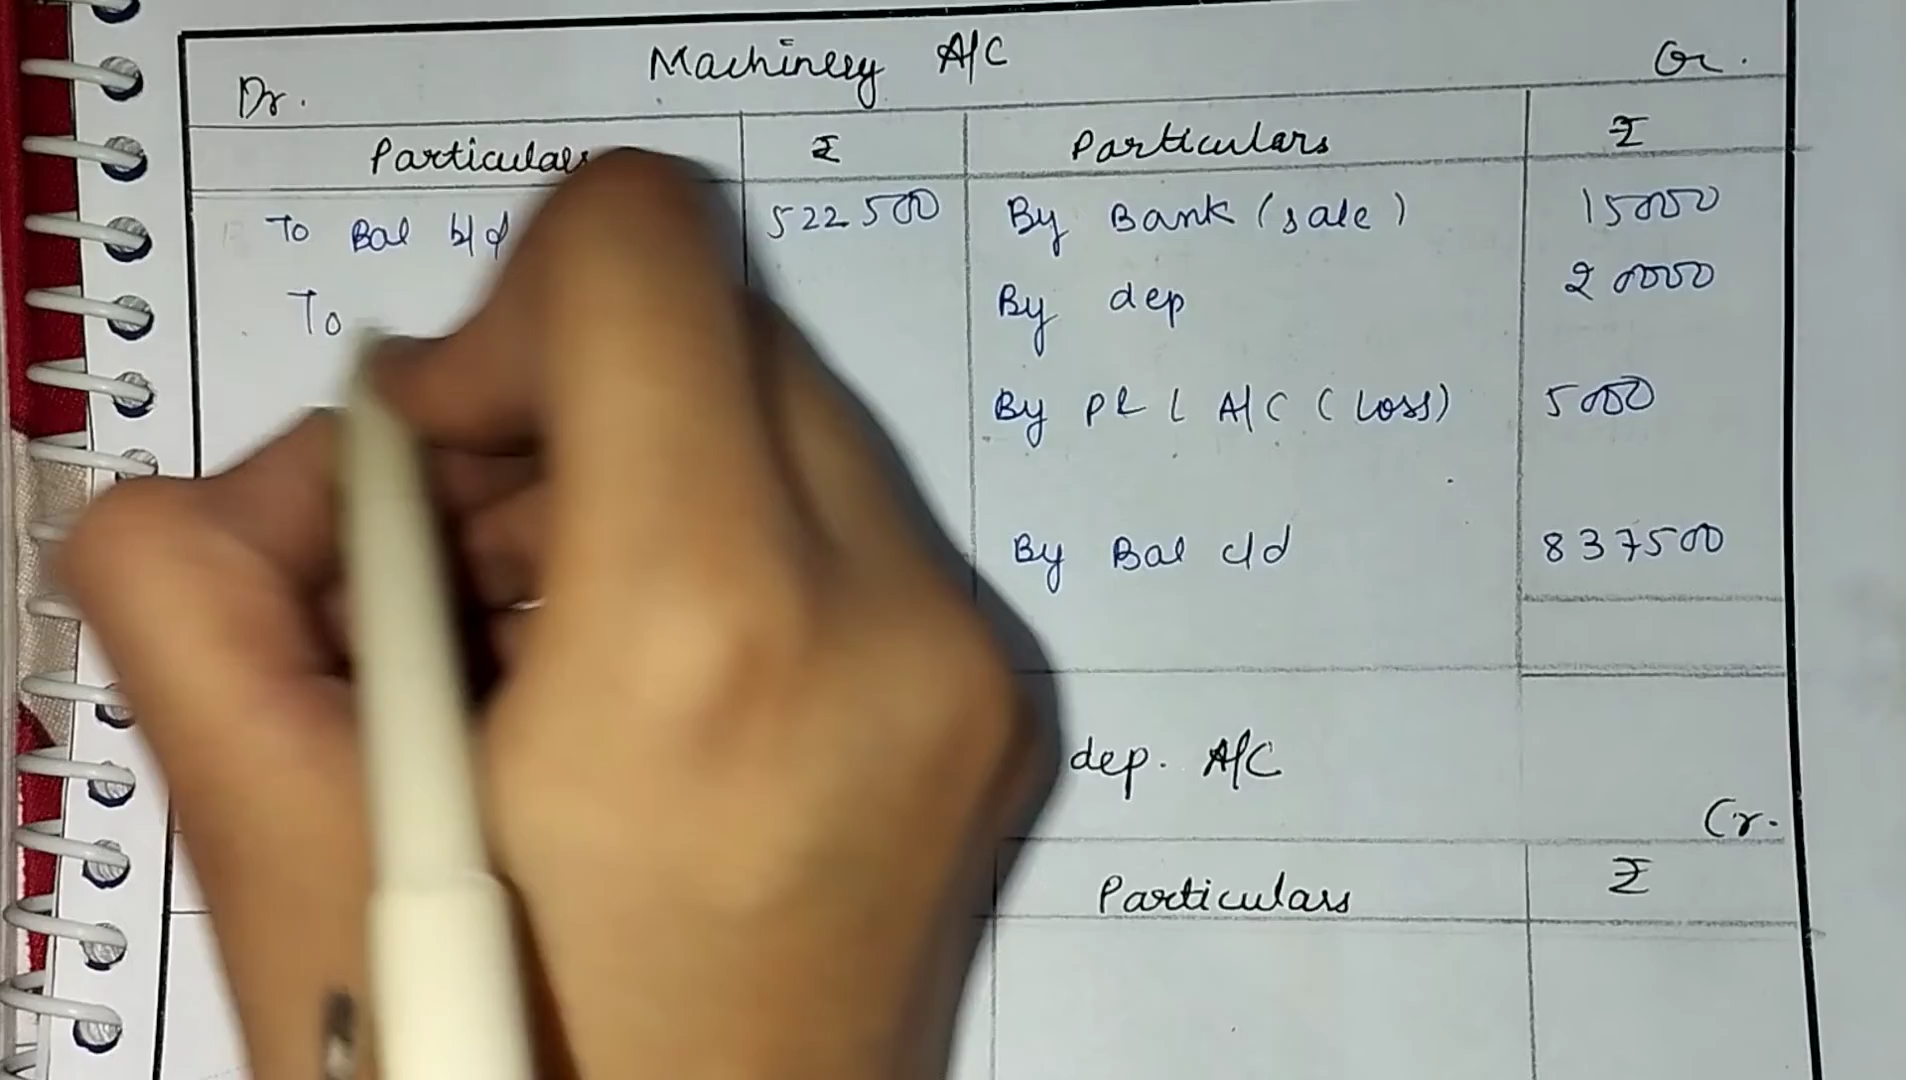 Machinery A/C
Dr.
Cr.
Particulars ₹ Particulars ₹
To Bal b/d 522500 By Bank (sale) 15000
To By dep 20000
By P&L A/C (Loss) 5000
By Bal c/d 837500
dep. A/C
Cr.
Particulars ₹